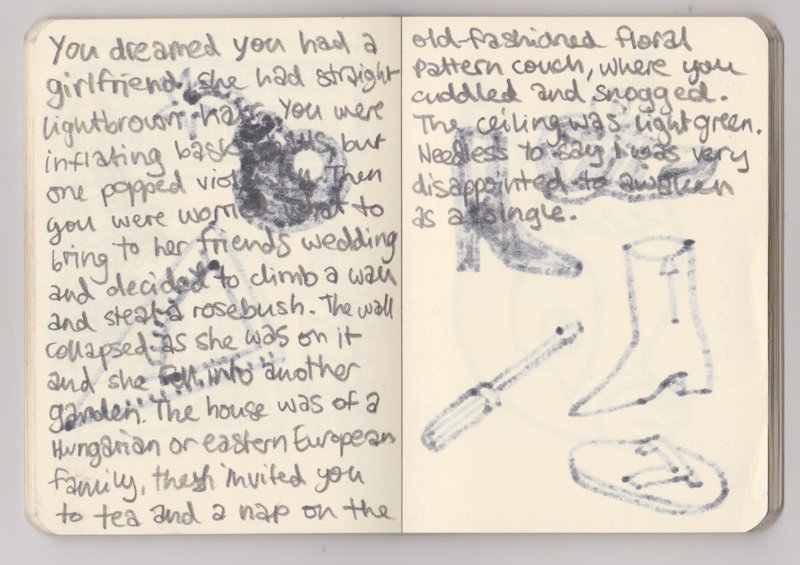 You dreamed you had a
girlfriend. she had straight
lightbrown hair. You were
inflating basketballs, but
one popped violently. Then
you were worried what to
bring to her friends wedding
and decided to climb a wall
and steal a rosebush. The wall
collapsed as she was on it
and she fell into another
garden. The house was of a
Hungarian or eastern European
family, they invited you
to tea and a nap on the
old-fashioned floral
pattern couch, where you
cuddled and snogged.
The ceiling was light green.
Needless to say I was very
disappointed to awaken
as a single.